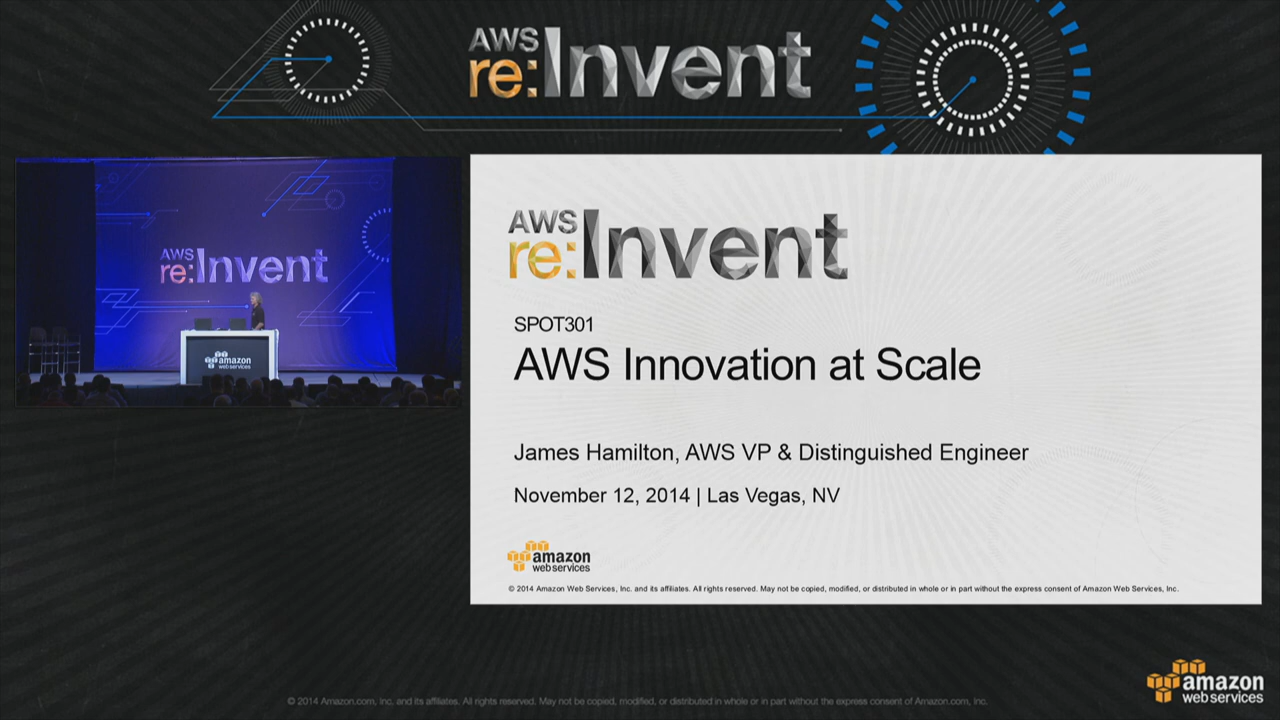 AWS
re:Invent
AWS
re:Invent
amazon
web services
AWS
re:Invent
SPOT301
AWS Innovation at Scale
James Hamilton, AWS VP & Distinguished Engineer
November 12, 2014 | Las Vegas, NV
amazon
web services
© 2014 Amazon Web Services, Inc. and its affiliates. All rights reserved. May not be copied, modified, or distributed in whole or in part without the express consent of Amazon Web Services, Inc.
© 2014 Amazon.com, Inc. and its affiliates. All rights reserved. May not be copied, modified, or distributed in whole or in part without the express consent of Amazon.com, Inc.
amazon
web services